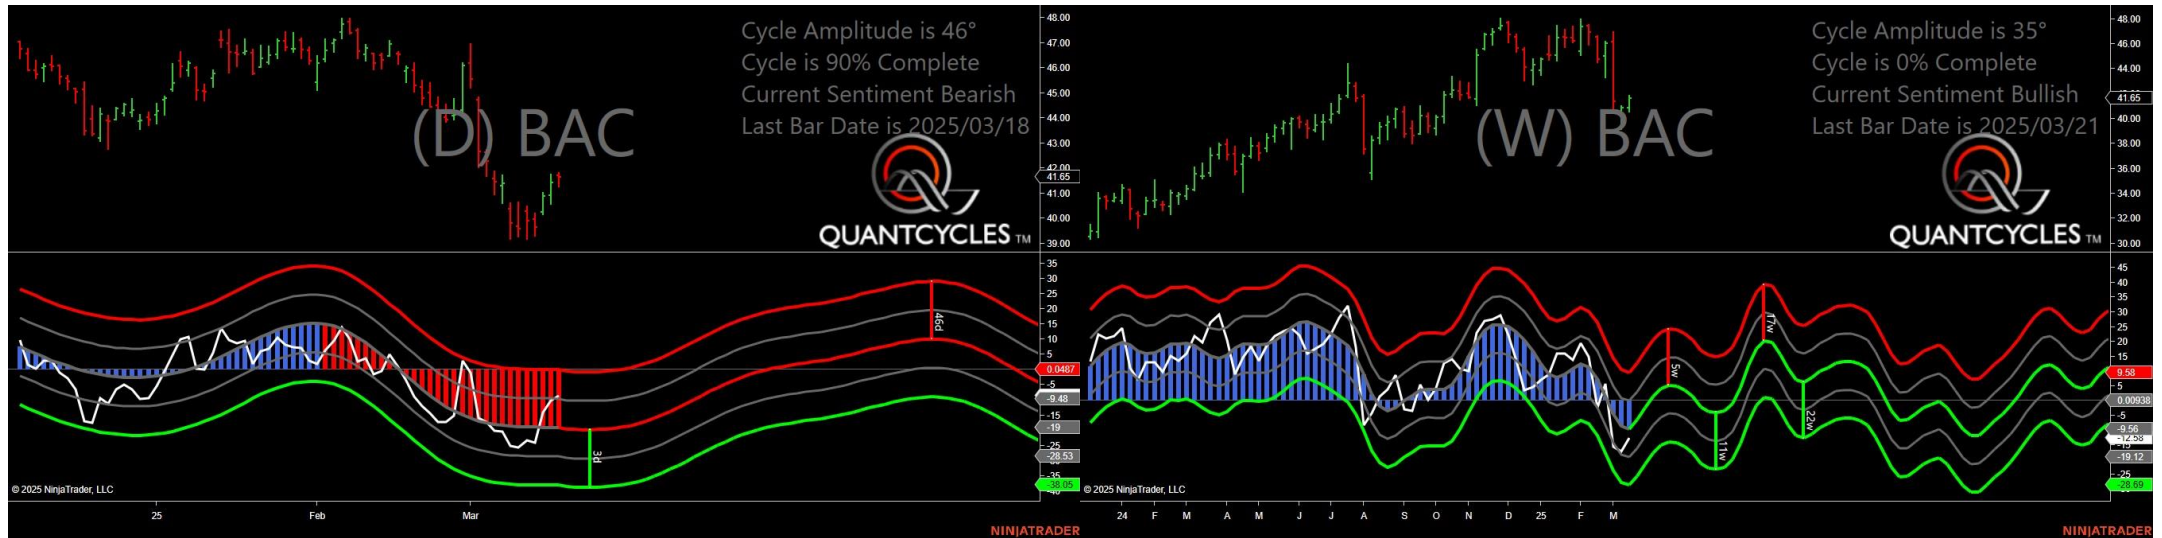 Cycle Amplitude is 46°
Cycle is 90% Complete
Current Sentiment Bearish
Last Bar Date is 2025/03/18
(D) BAC
QUANTCYCLES TM
48.00
47.00
46.00
45.00
44.00
43.00
42.00
41.65
41.00
40.00
39.00
35
30
25
20
15
10
5
0.0487
-5
-9.48
-15
-19
-25
-28.53
-35
-38.05
-40
46d
3d
© 2025 NinjaTrader, LLC
25 Feb Mar
NINJATRADER
Cycle Amplitude is 35°
Cycle is 0% Complete
Current Sentiment Bullish
Last Bar Date is 2025/03/21
(W) BAC
QUANTCYCLES TM
48.00
46.00
44.00
41.65
40.00
38.00
36.00
34.00
32.00
30.00
45
40
35
30
25
20
15
9.58
5
0.00938
-5
-9.56
-12.58
-19.12
-25
-28.69
5w
11w
17w
22w
© 2025 NinjaTrader, LLC
24 F M A M J J A S O N D 25 F M
NINJATRADER